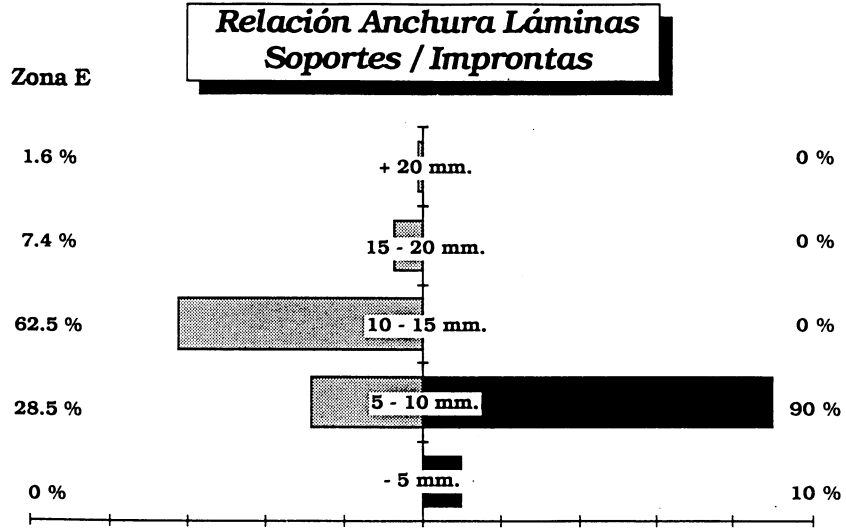 Relación Anchura Láminas
Soportes / Improntas
Zona E
1.6 % + 20 mm. 0 %
7.4 % 15 - 20 mm. 0 %
62.5 % 10 - 15 mm. 0 %
28.5 % 5 - 10 mm. 90 %
0 % - 5 mm. 10 %